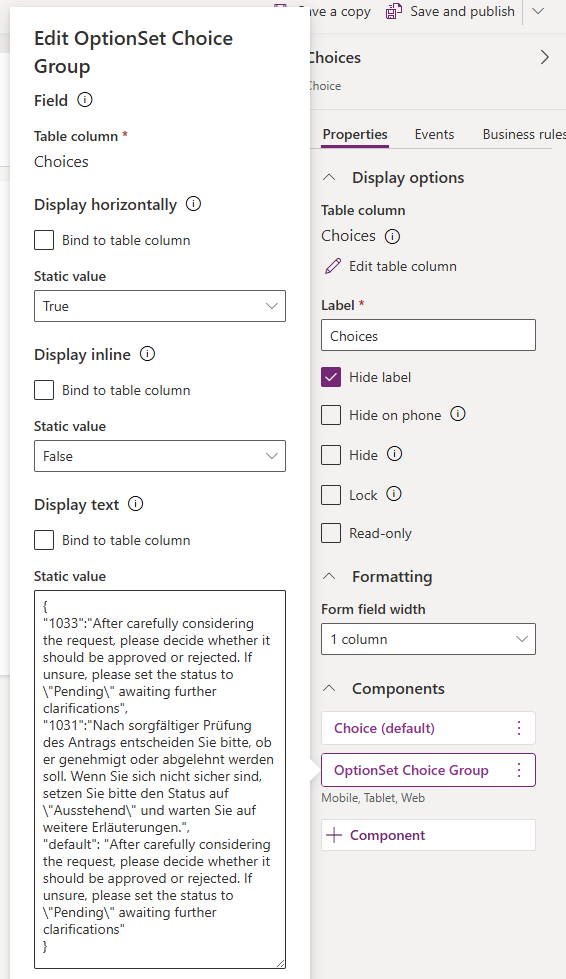 Save a copy
Save and publish
Edit OptionSet Choice
Group
Field
Table column *
Choices
Display horizontally
Bind to table column
Static value
True
Display inline
Bind to table column
Static value
False
Display text
Bind to table column
Static value
{
"1033":"After carefully considering
the request, please decide whether it
should be approved or rejected. If
unsure, please set the status to
\"Pending\" awaiting further
clarifications",
"1031":"Nach sorgfältiger Prüfung
des Antrags entscheiden Sie bitte, ob
er genehmigt oder abgelehnt werden
soll. Wenn Sie sich nicht sicher sind,
setzen Sie bitte den Status auf
\"Ausstehend\" und warten Sie auf
weitere Erläuterungen.",
"default": "After carefully considering
the request, please decide whether it
should be approved or rejected. If
unsure, please set the status to
\"Pending\" awaiting further
clarifications"
}
Choices
Choice
Properties
Events
Business rules
Display options
Table column
Choices
Edit table column
Label *
Choices
Hide label
Hide on phone
Hide
Lock
Read-only
Formatting
Form field width
1 column
Components
Choice (default)
OptionSet Choice Group
Mobile, Tablet, Web
Component